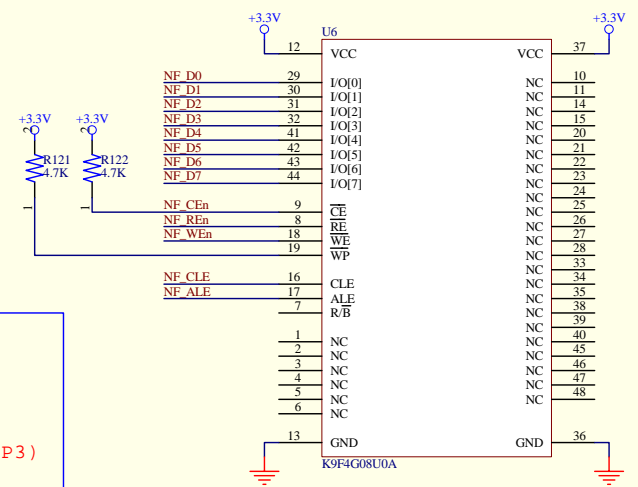 +3.3V
+3.3V
U6
12 VCC VCC 37
NF_D0 29 I/O[0] NC 10
NF_D1 30 I/O[1] NC 11
NF_D2 31 I/O[2] NC 14
NF_D3 32 I/O[3] NC 15
NF_D4 41 I/O[4] NC 20
NF_D5 42 I/O[5] NC 21
NF_D6 43 I/O[6] NC 22
NF_D7 44 I/O[7] NC 23
NC 24
+3.3V +3.3V
2 2
R121 R122
4.7K 4.7K
1 1
NF_CEn 9 CE NC 25
NF_REn 8 RE NC 26
NF_WEn 18 WE NC 27
19 WP NC 28
NC 33
NF_CLE 16 CLE NC 34
NF_ALE 17 ALE NC 35
7 R/B NC 38
NC 39
1 NC NC 40
2 NC NC 45
3 NC NC 46
4 NC NC 47
5 NC NC 48
6 NC
13 GND GND 36
K9F4G08U0A
P3)